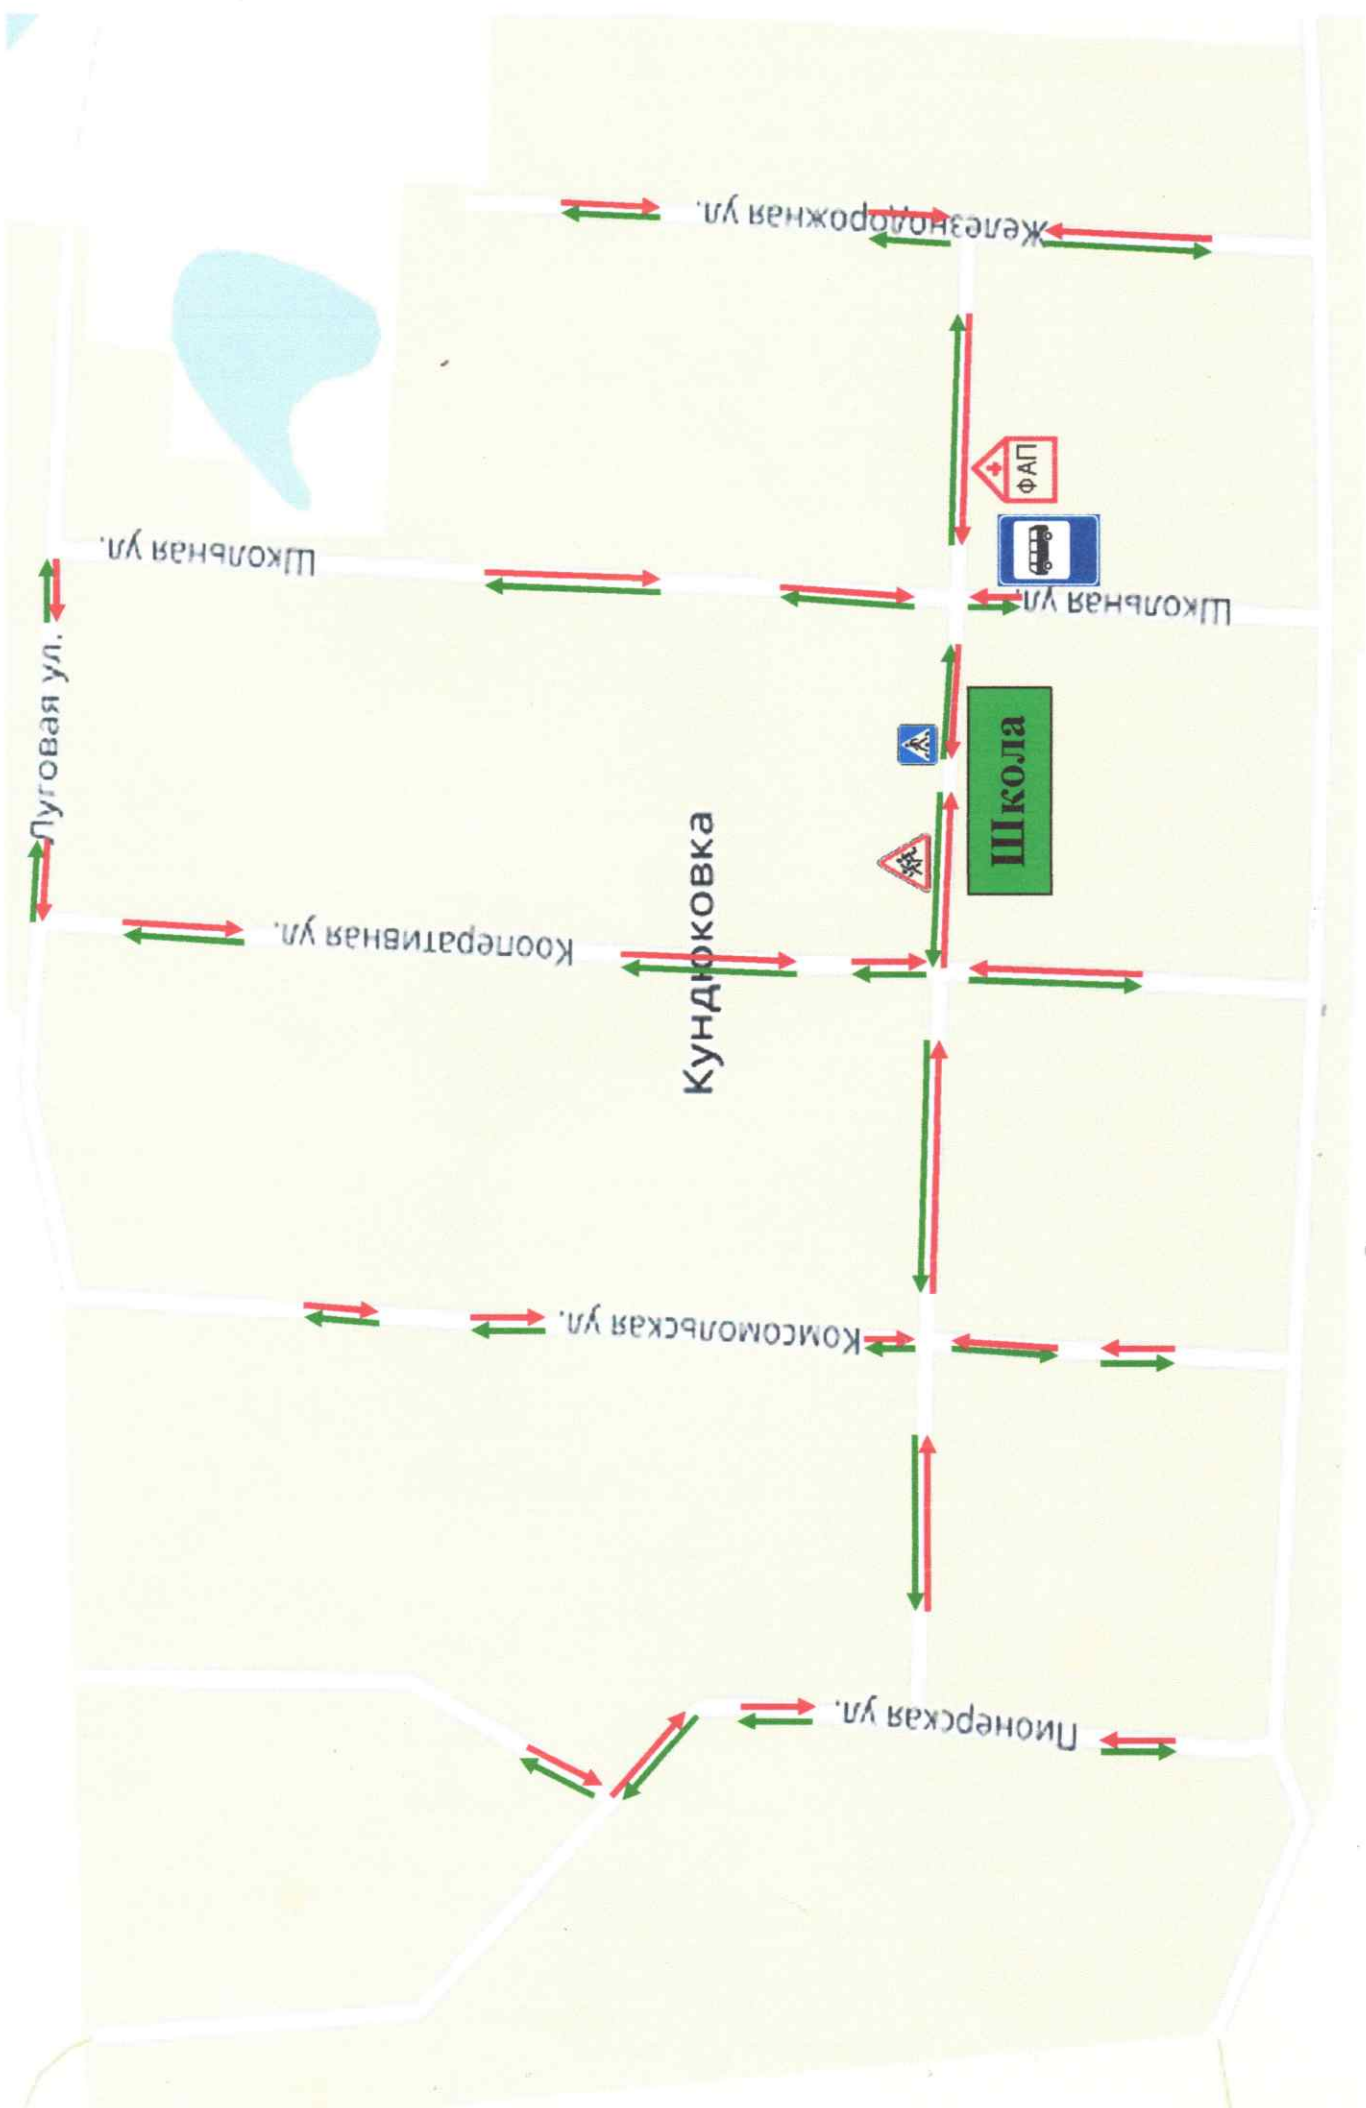 Железнодорожная ул.
ФАП
Школьная ул.
Школьная ул.
Луговая ул.
Школа
Кооперативная ул.
Кундюковка
Комсомольская ул.
Пионерская ул.